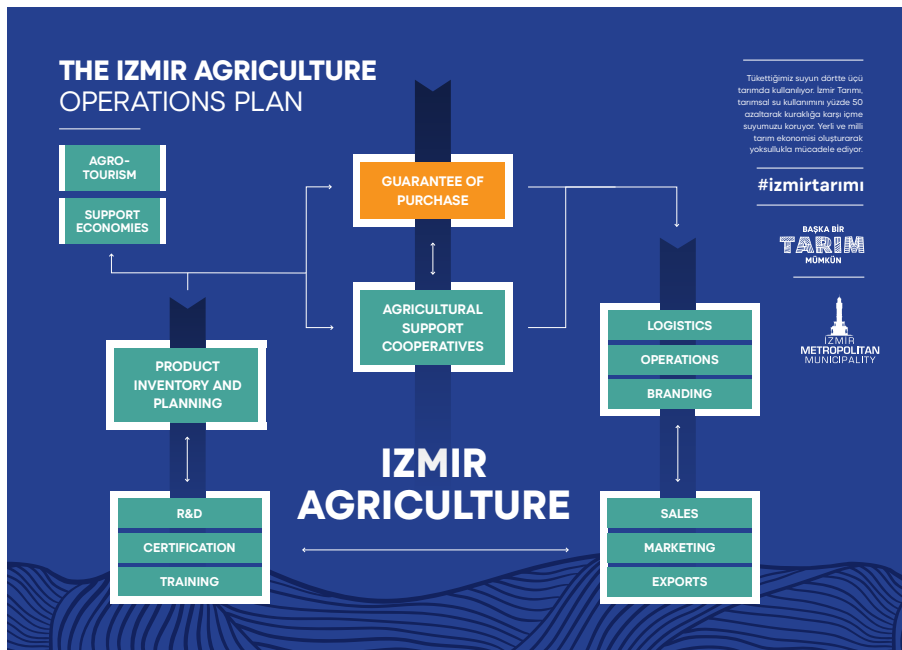 THE IZMIR AGRICULTURE
OPERATIONS PLAN
AGRO-
TOURISM
SUPPORT
ECONOMIES
GUARANTEE OF
PURCHASE
AGRICULTURAL
SUPPORT
COOPERATIVES
PRODUCT
INVENTORY AND
PLANNING
R&D
CERTIFICATION
TRAINING
IZMIR
AGRICULTURE
LOGISTICS
OPERATIONS
BRANDING
SALES
MARKETING
EXPORTS
Tükettiğimiz suyun dörtte üçü
tarımda kullanılıyor. İzmir Tarımı,
tarımsal su kullanımını yüzde 50
azaltarak kuraklığa karşı içme
suyumuzu koruyor. Yerli ve milli
tarım ekonomisi oluşturarak
yoksullukla mücadele ediyor.
#izmirtarımı
BAŞKA BİR
TARIM
MÜMKÜN
İZMİR
METROPOLITAN
MUNICIPALITY